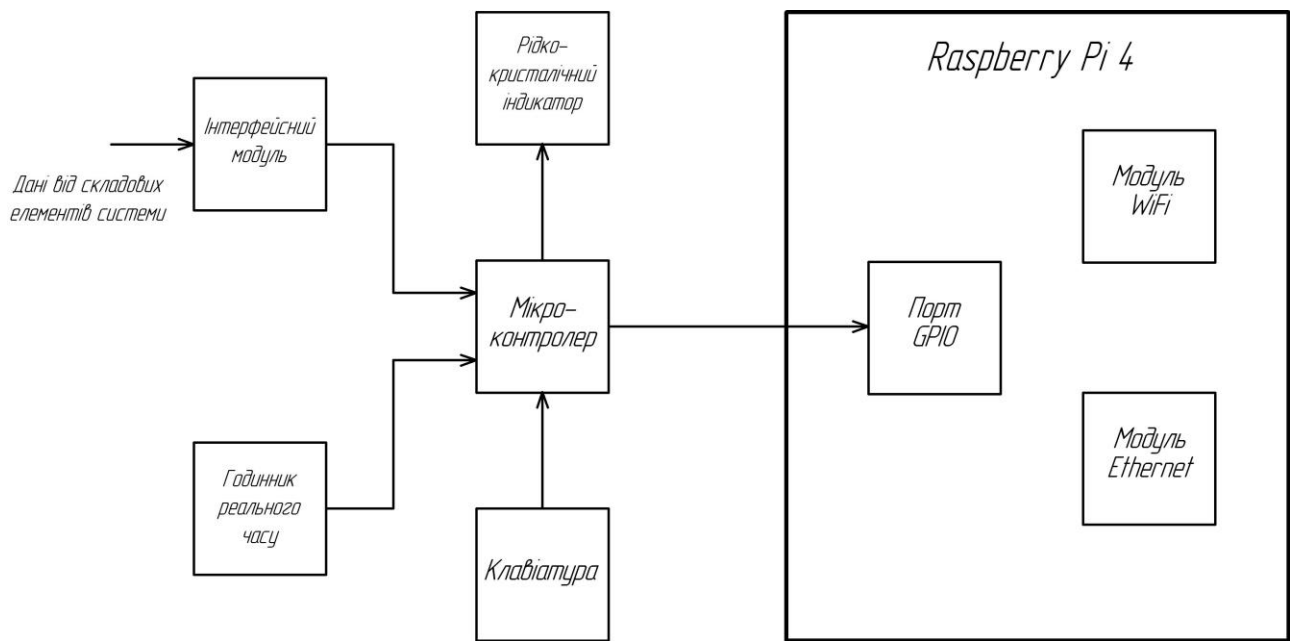 Рідко-
кристалічний
індикатор
Raspberry Pi 4
Інтерфейсний
модуль
Дані від складових
елементів системи
Модуль
WiFi
Мікро-
контролер
Порт
GPIO
Годинник
реального
часу
Клавіатура
Модуль
Ethernet